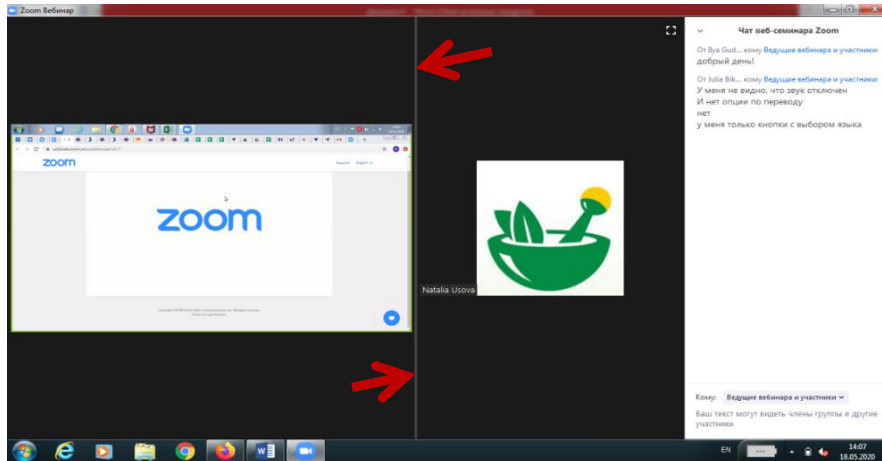 Zoom Вебинар
zoom
zoom
Natalia Usova
Чат веб-семинара Zoom
От Ilya Gud... кому Ведущие вебинара и участники:
добрый день!
От Julia Bik... кому Ведущие вебинара и участники:
У меня не видно, что звук отключен
И нет опции по переводу
нет
у меня только кнопки с выбором языка
Кому: Ведущие вебинара и участники
Ваш текст могут видеть члены группы и другие
участники
EN
14:07
18.05.2020